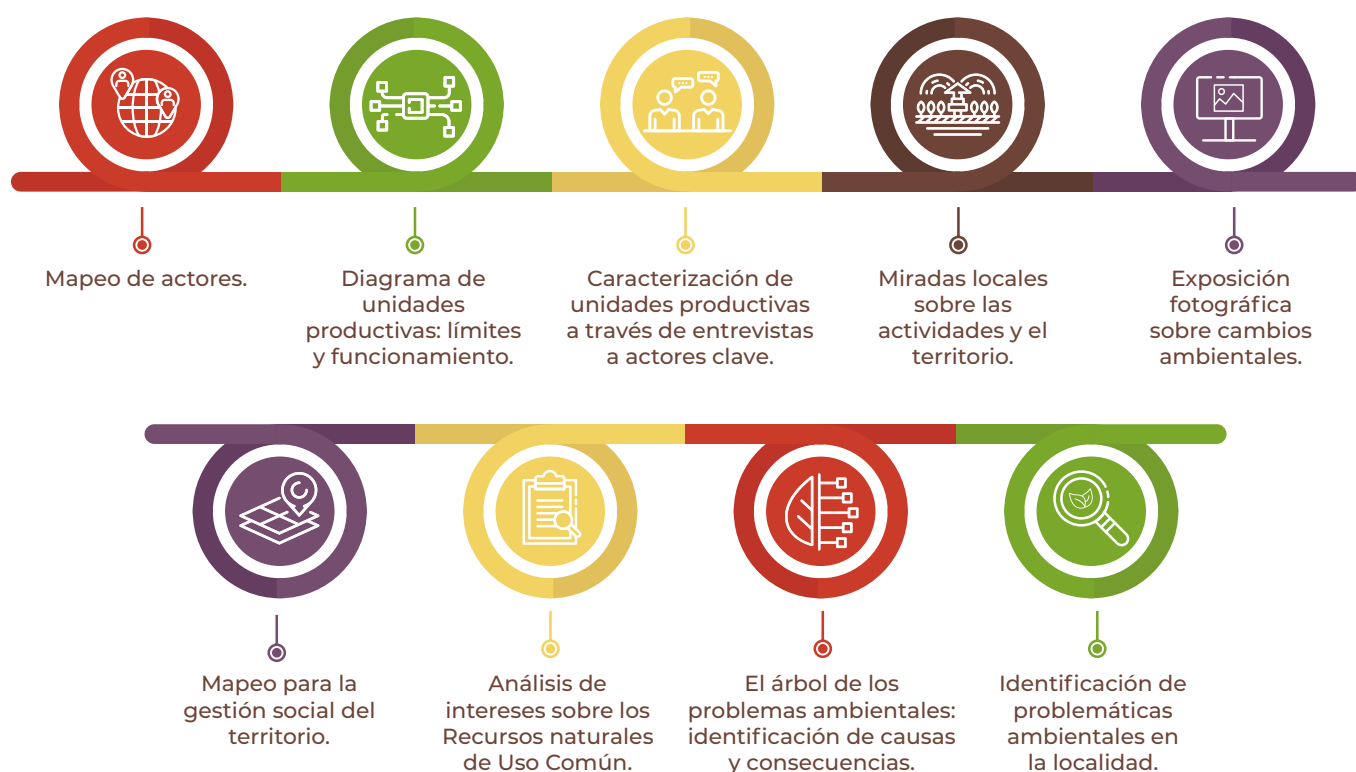 Mapeo de actores.
Diagrama de
unidades
productivas: límites
y funcionamiento.
Caracterización de
unidades productivas
a través de entrevistas
a actores clave.
Miradas locales
sobre las
actividades y el
territorio.
Exposición
fotográfica
sobre cambios
ambientales.
Mapeo para la
gestión social del
territorio.
Análisis de
intereses sobre los
Recursos naturales
de Uso Común.
El árbol de los
problemas ambientales:
identificación de causas
y consecuencias.
Identificación de
problemáticas
ambientales en
la localidad.